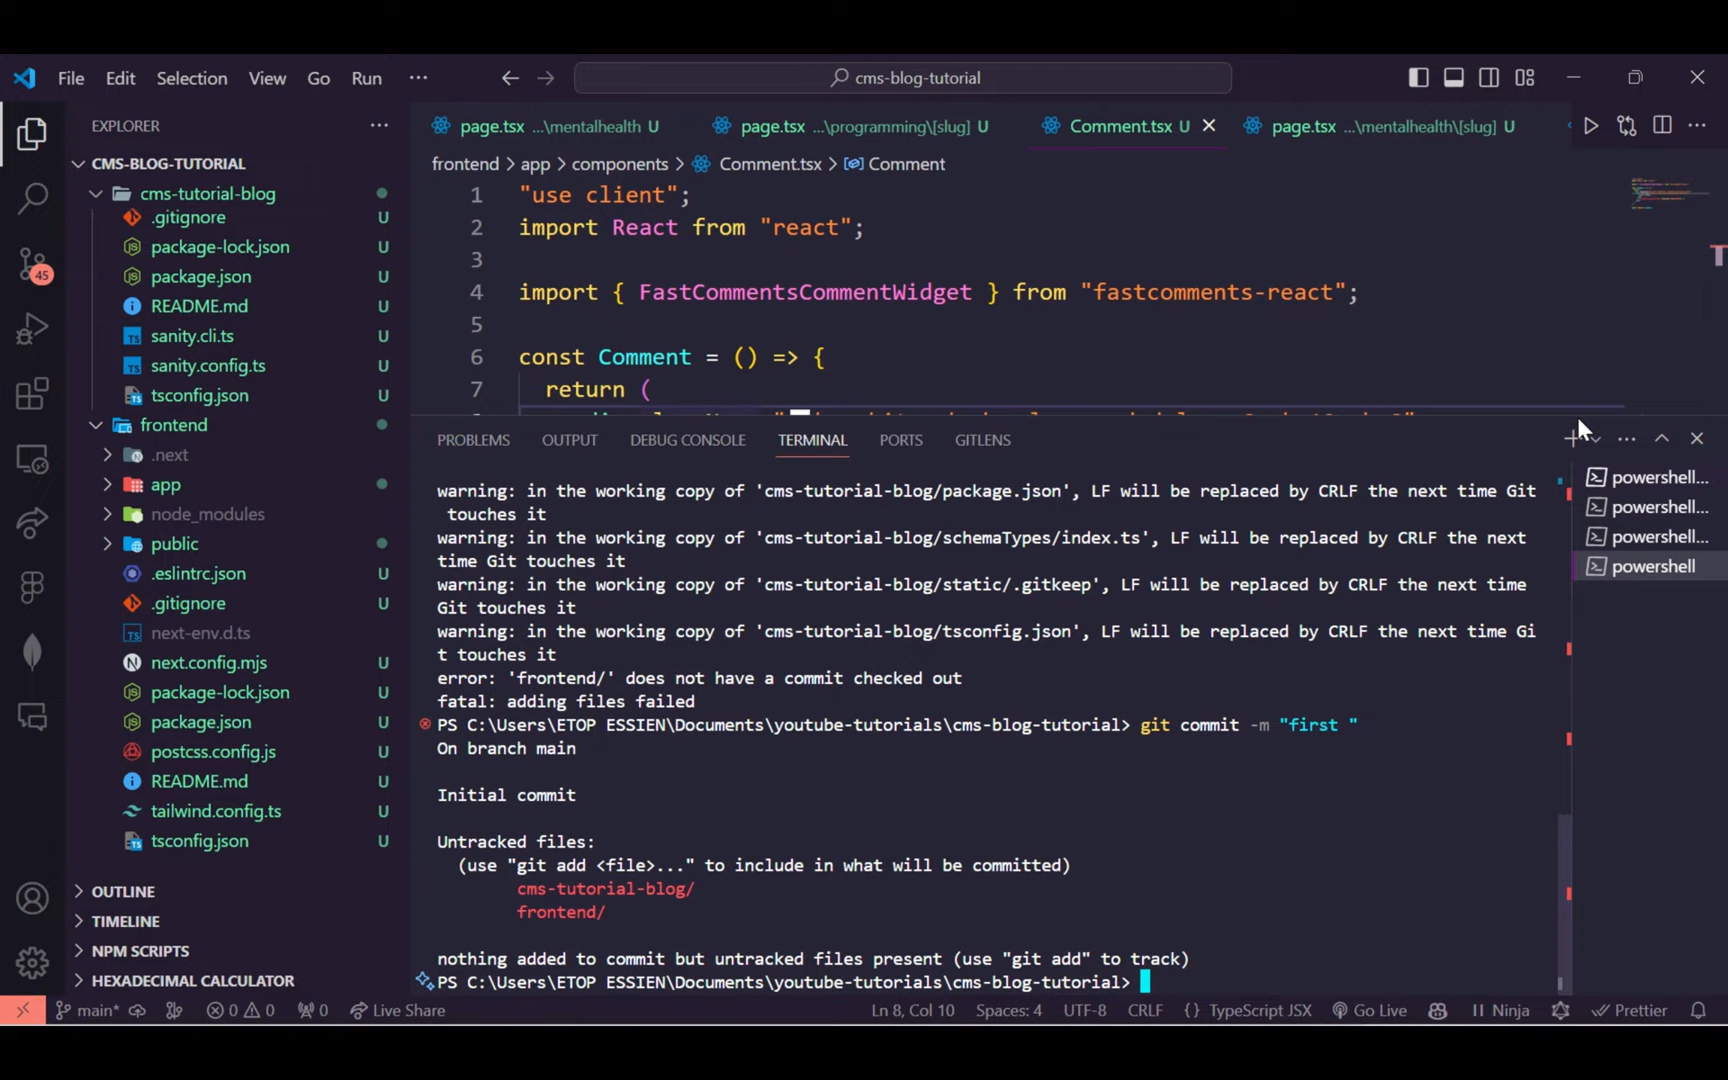 File Edit Selection View Go Run ··· cms-blog-tutorial
EXPLORER ···
CMS-BLOG-TUTORIAL
cms-tutorial-blog
.gitignore U
package-lock.json U
package.json U
README.md U
sanity.cli.ts U
sanity.config.ts U
tsconfig.json U
frontend
.next
app
node_modules
public
.eslintrc.json U
.gitignore U
next-env.d.ts
next.config.mjs U
package-lock.json U
package.json U
postcss.config.js U
README.md U
tailwind.config.ts U
tsconfig.json U
OUTLINE
TIMELINE
NPM SCRIPTS
HEXADECIMAL CALCULATOR
45
page.tsx ...\mentalhealth U page.tsx ...\programming\[slug] U Comment.tsx U page.tsx ...\mentalhealth\[slug] U
frontend > app > components > Comment.tsx > Comment
1 "use client";
2 import React from "react";
3
4 import { FastCommentsCommentWidget } from "fastcomments-react";
5
6 const Comment = () => {
7 return (
PROBLEMS OUTPUT DEBUG CONSOLE TERMINAL PORTS GITLENS
warning: in the working copy of 'cms-tutorial-blog/package.json', LF will be replaced by CRLF the next time Git
touches it
warning: in the working copy of 'cms-tutorial-blog/schemaTypes/index.ts', LF will be replaced by CRLF the next
time Git touches it
warning: in the working copy of 'cms-tutorial-blog/static/.gitkeep', LF will be replaced by CRLF the next time
Git touches it
warning: in the working copy of 'cms-tutorial-blog/tsconfig.json', LF will be replaced by CRLF the next time Gi
t touches it
error: 'frontend/' does not have a commit checked out
fatal: adding files failed
PS C:\Users\ETOP ESSIEN\Documents\youtube-tutorials\cms-blog-tutorial> git commit -m "first "
On branch main
Initial commit
Untracked files:
(use "git add <file>..." to include in what will be committed)
cms-tutorial-blog/
frontend/
nothing added to commit but untracked files present (use "git add" to track)
PS C:\Users\ETOP ESSIEN\Documents\youtube-tutorials\cms-blog-tutorial>
powershell...
powershell...
powershell...
powershell
main* 0 0 0 Live Share Ln 8, Col 10 Spaces: 4 UTF-8 CRLF {} TypeScript JSX Go Live Ninja Prettier